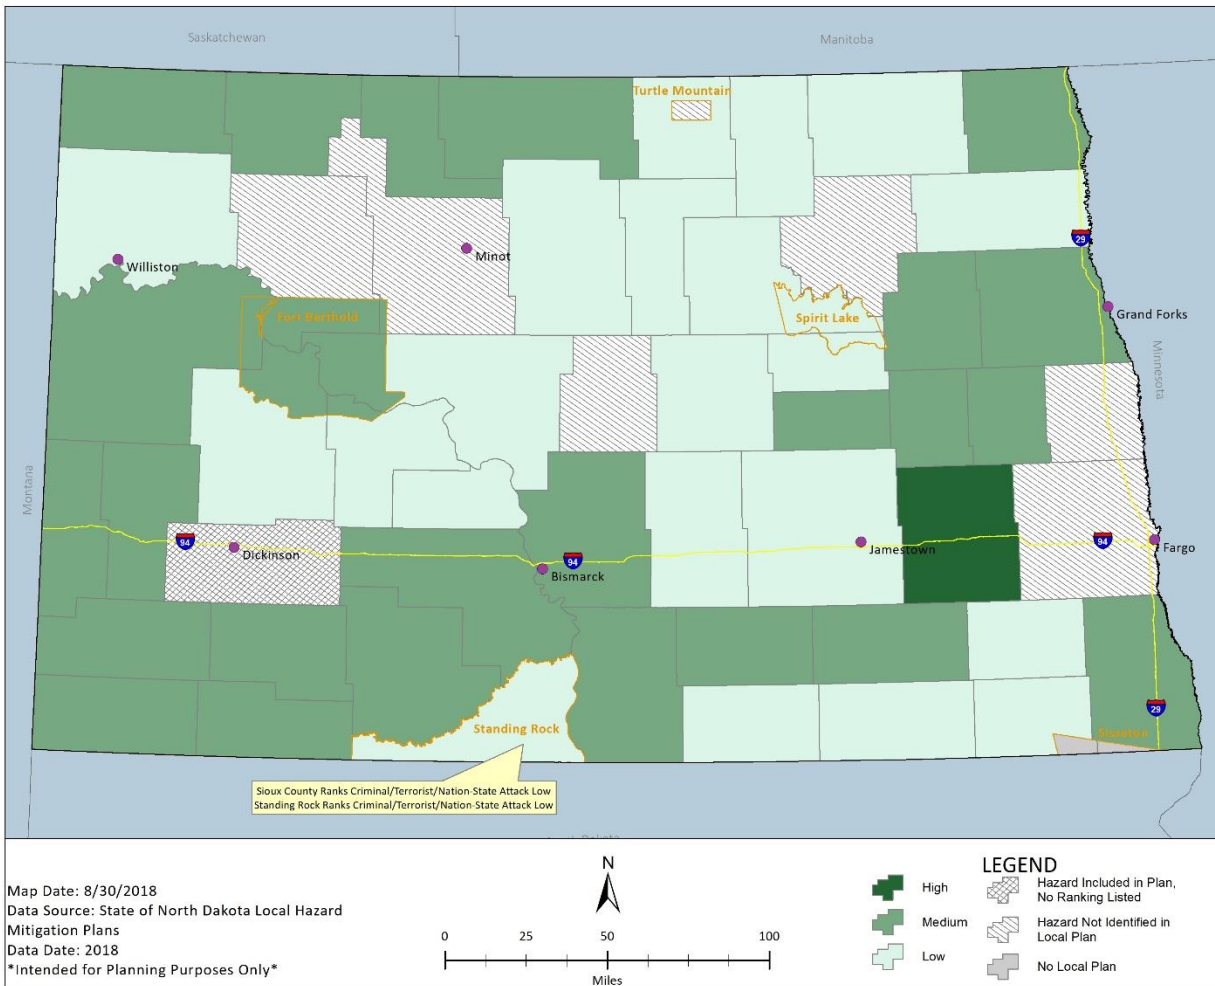 Saskatchewan
Manitoba
Turtle Mountain
29
Williston
Minot
Fort Berthold
Spirit Lake
Grand Forks
Minnesota
Montana
94
Dickinson
94
Bismarck
Jamestown
94
Fargo
Standing Rock
29
Sisseton
Sioux County Ranks Criminal/Terrorist/Nation-State Attack Low
Standing Rock Ranks Criminal/Terrorist/Nation-State Attack Low
Map Date: 8/30/2018
Data Source: State of North Dakota Local Hazard
Mitigation Plans
Data Date: 2018
*Intended for Planning Purposes Only*
N
0 25 50 100
Miles
LEGEND
High
Medium
Low
Hazard Included in Plan,
No Ranking Listed
Hazard Not Identified in
Local Plan
No Local Plan